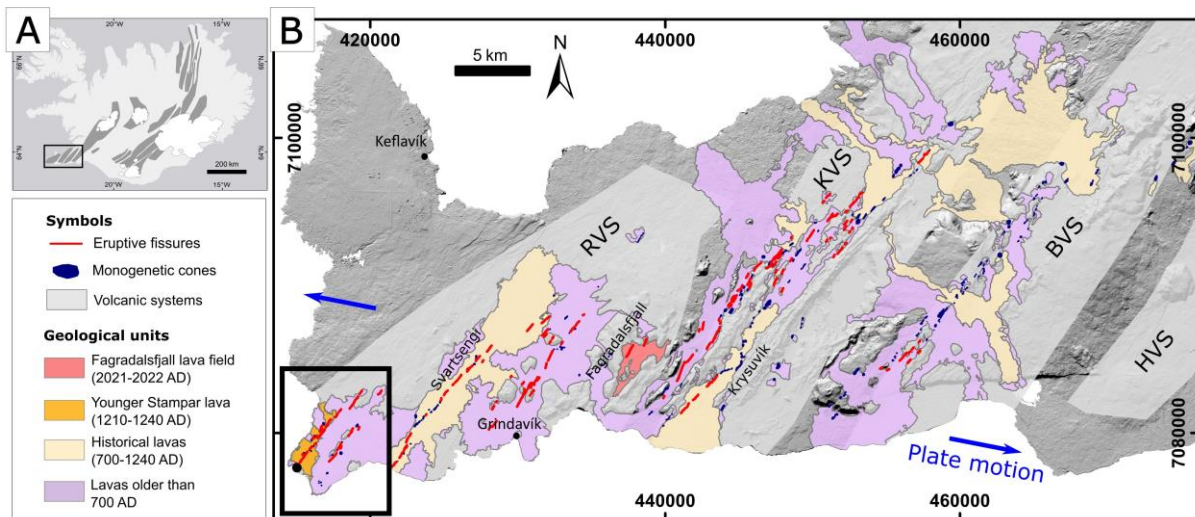 A
20°W
15°W
66°N
66°N
64°N
64°N
200 km
20°W
15°W
Symbols
Eruptive fissures
Monogenetic cones
Volcanic systems
Geological units
Fagradalsfjall lava field
(2021-2022 AD)
Younger Stampar lava
(1210-1240 AD)
Historical lavas
(700-1240 AD)
Lavas older than
700 AD
B
420000
440000
460000
5 km
N
Keflavík
7100000
7100000
KVS
RVS
BVS
HVS
Svartsengi
Fagradalsfjall
Krysuvík
Grindavík
7080000
Plate motion
440000
460000